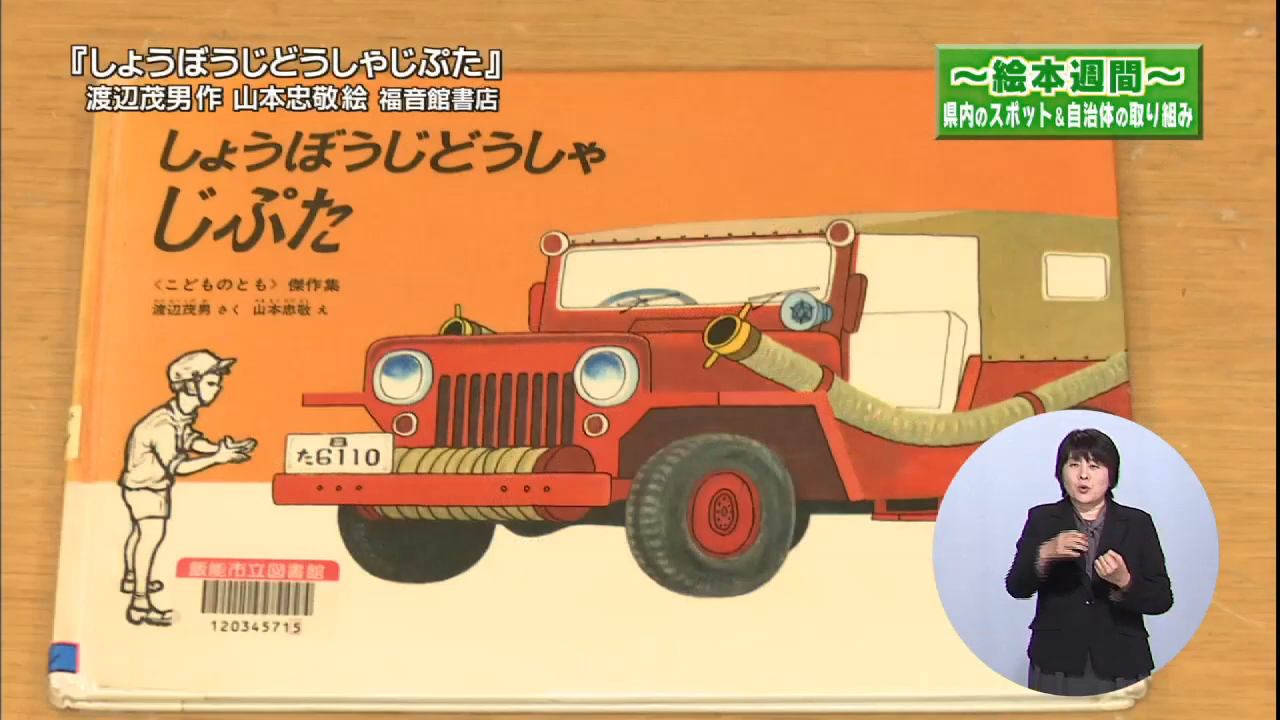 『しょうぼうじどうしゃじぷた』
渡辺茂男作 山本忠敬絵 福音館書店
～絵本週間～
県内のスポット&自治体の取り組み
しょうぼうじどうしゃ
じぷた
〈こどものとも〉傑作集
渡辺茂男 さく 山本忠敬 え
日
た6110
飯能市立図書館
120345715